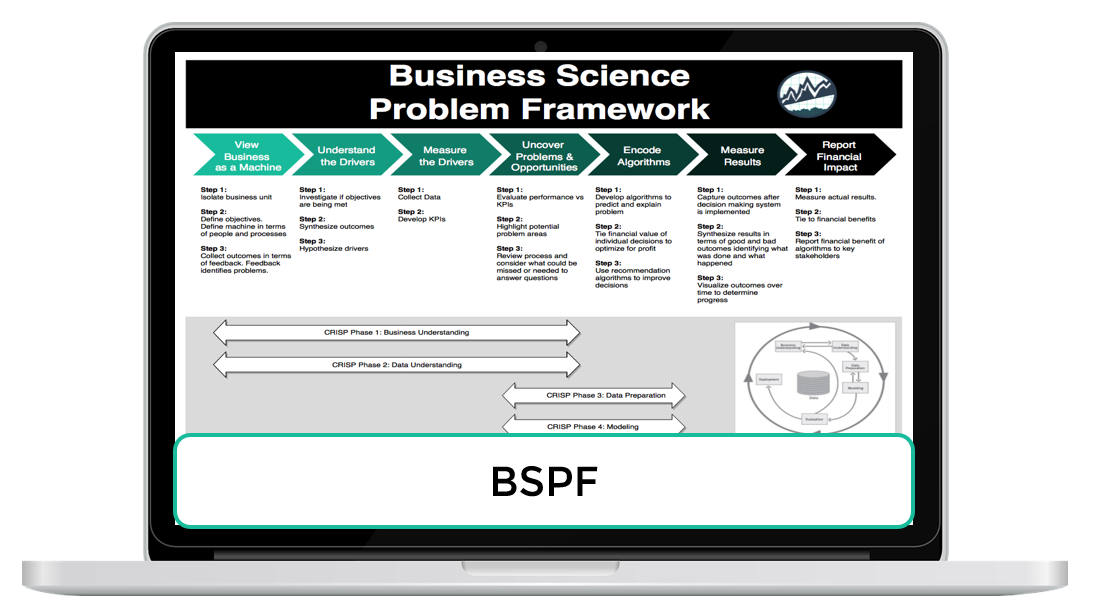 Business Science
Problem Framework
View
Business
as a Machine
Understand
the Drivers
Measure
the Drivers
Uncover
Problems &
Opportunities
Encode
Algorithms
Measure
Results
Report
Financial
Impact
Step 1:
Isolate business unit
Step 2:
Define objectives.
Define machine in terms
of people and processes
Step 3:
Collect outcomes in terms
of feedback. Feedback
identifies problems.
Step 1:
Investigate if objectives
are being met
Step 2:
Synthesize outcomes
Step 3:
Hypothesize drivers
Step 1:
Collect Data
Step 2:
Develop KPIs
Step 1:
Evaluate performance vs
KPIs
Step 2:
Highlight potential
problem areas
Step 3:
Review process and
consider what could be
missed or needed to
answer questions
Step 1:
Develop algorithms to
predict and explain
problem
Step 2:
Tie financial value of
individual decisions to
optimize for profit
Step 3:
Use recommendation
algorithms to improve
decisions
Step 1:
Capture outcomes after
decision making system
is implemented
Step 2:
Synthesize results in
terms of good and bad
outcomes identifying what
was done and what
happened
Step 3:
Visualize outcomes over
time to determine
progress
Step 1:
Measure actual results.
Step 2:
Tie to financial benefits
Step 3:
Report financial benefit of
algorithms to key
stakeholders
CRISP Phase 1: Business Understanding
CRISP Phase 2: Data Understanding
CRISP Phase 3: Data Preparation
CRISP Phase 4: Modeling
Business
Understanding
Data
Understanding
Data
Preparation
Modeling
Deployment
Data
Evaluation
BSPF